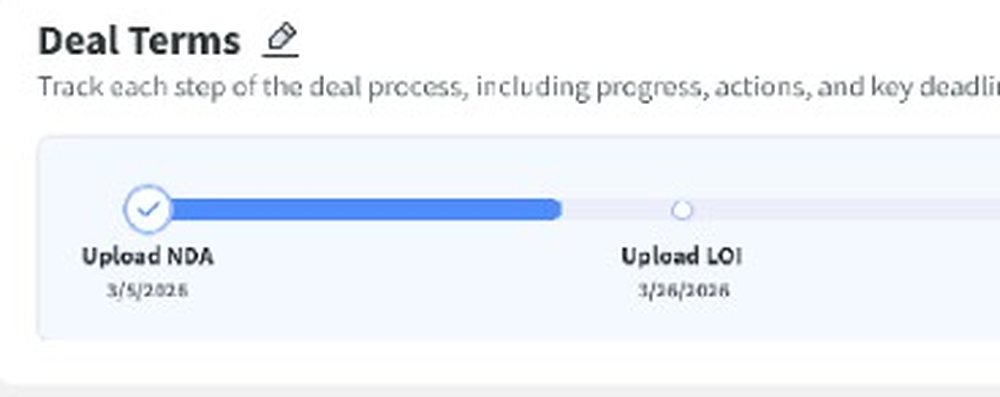 Deal Terms
Track each step of the deal process, including progress, actions, and key
Upload NDA
3/5/2026
Upload LOI
3/26/2026